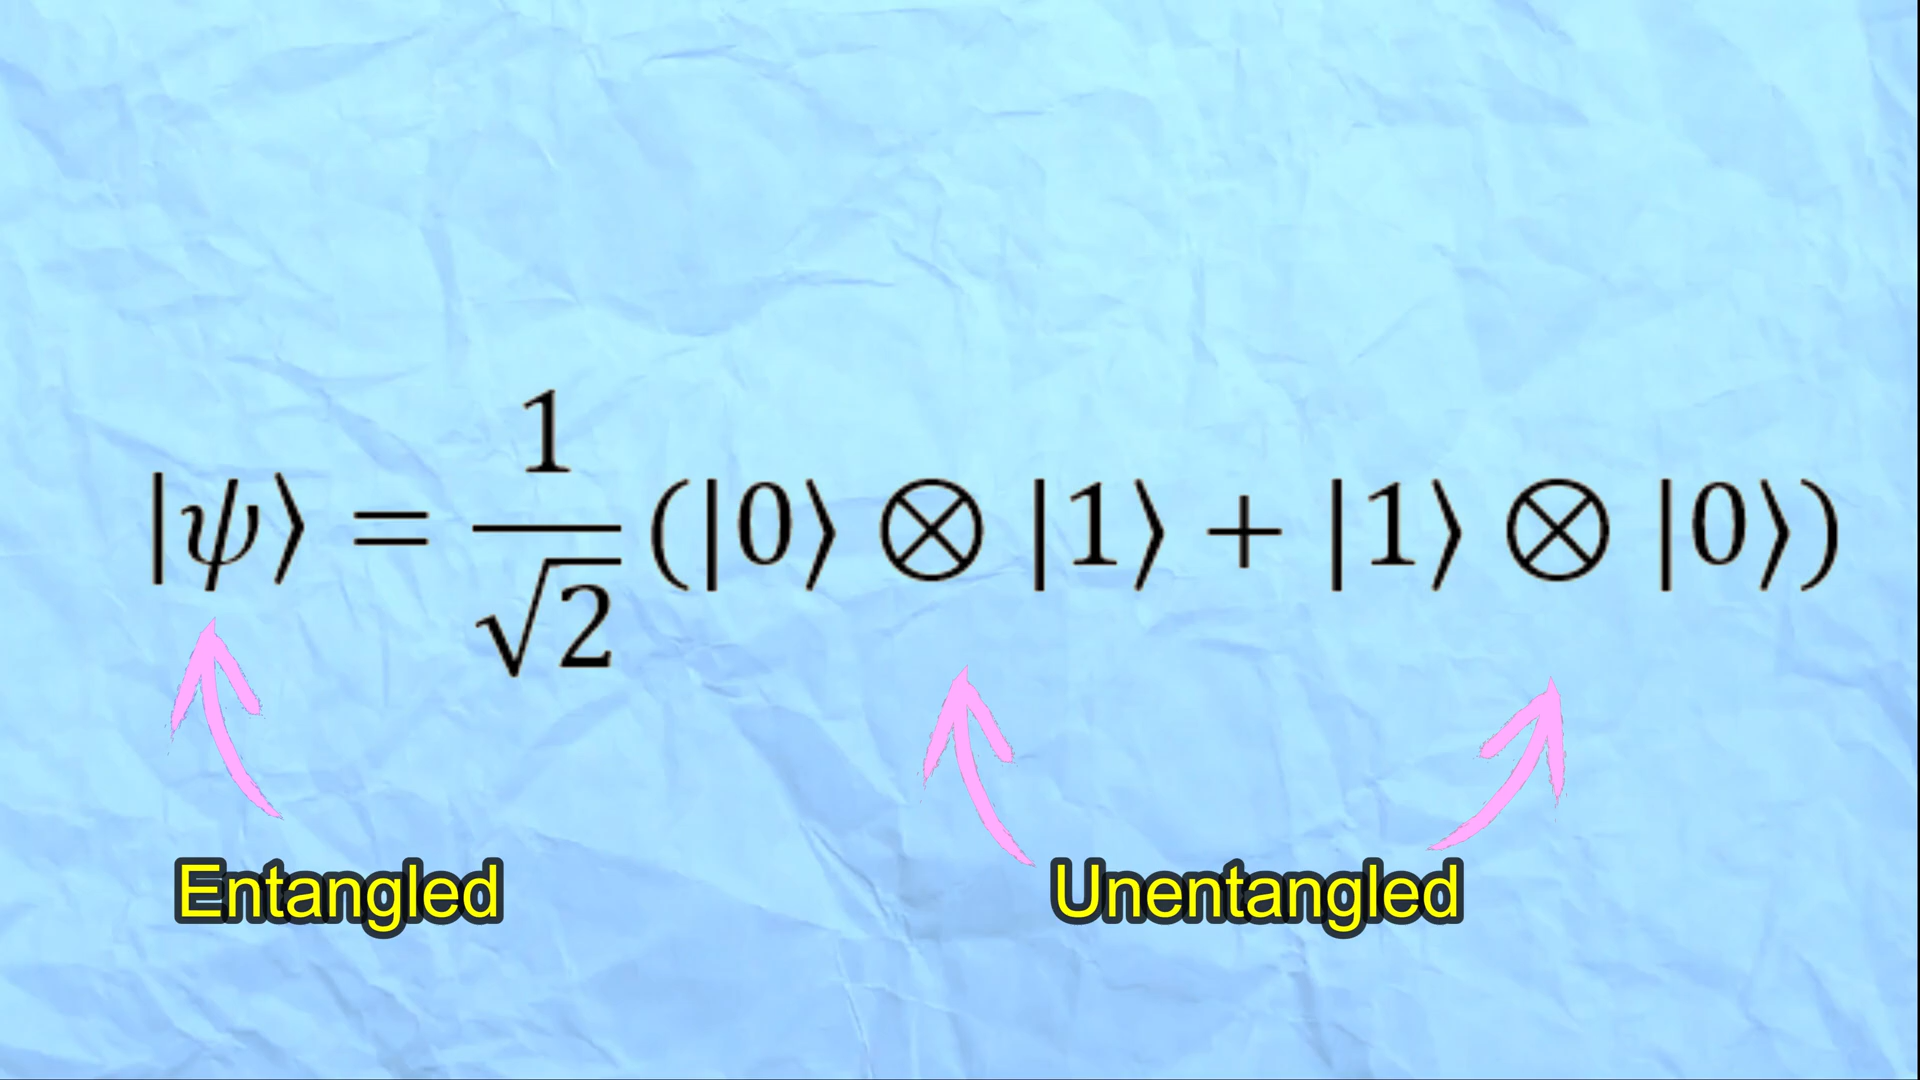 |ψ⟩ = 1/√2 (|0⟩ ⊗ |1⟩ + |1⟩ ⊗ |0⟩)
Entangled
Unentangled